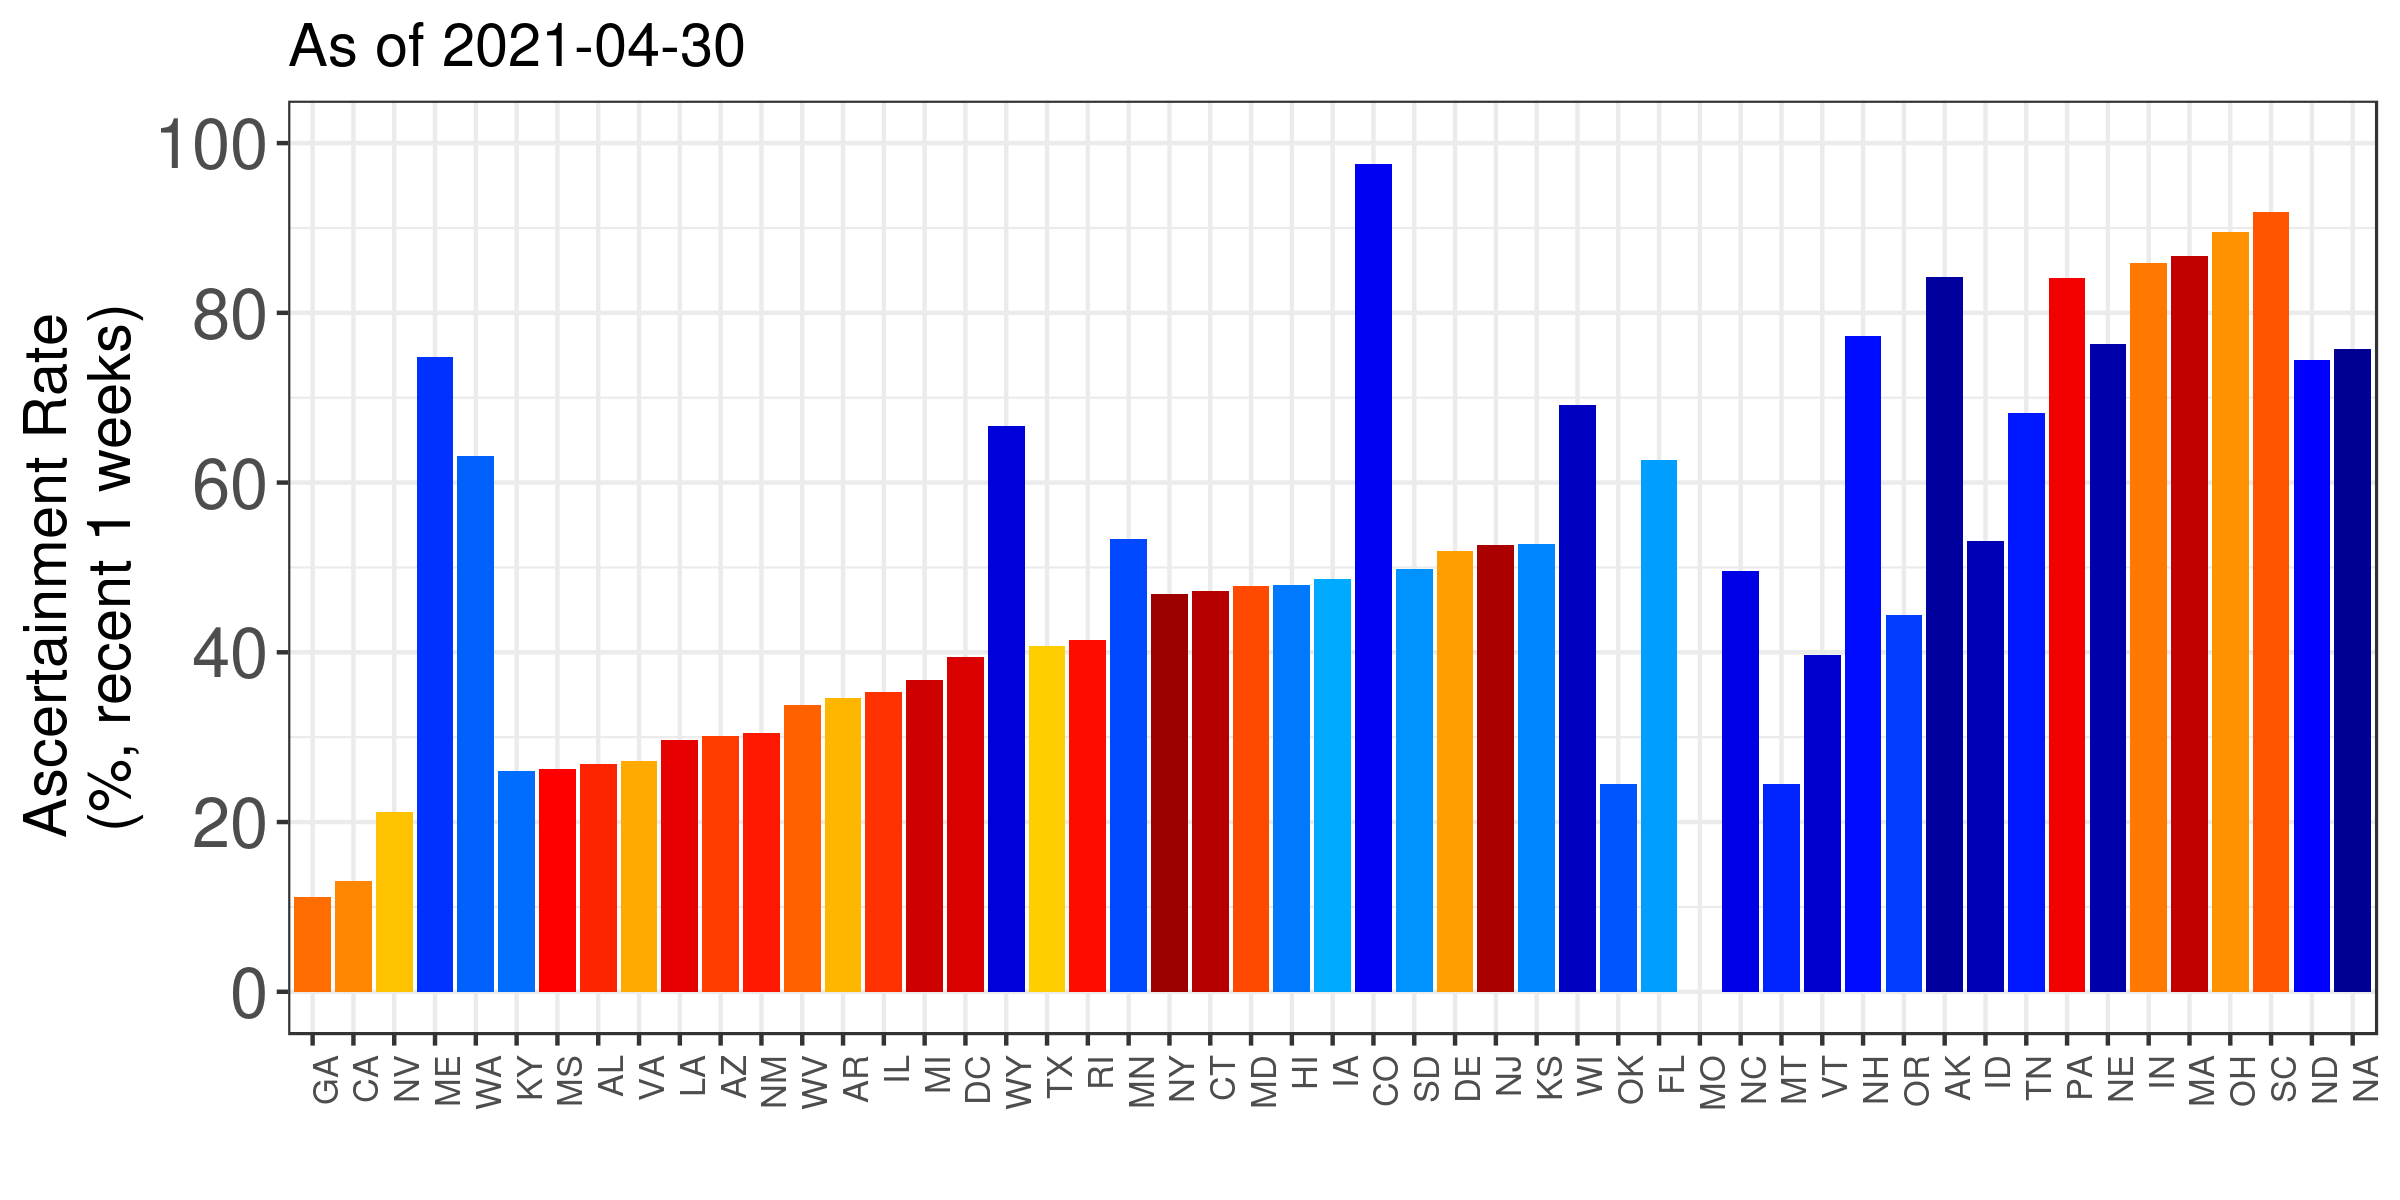 As of 2021-04-30
Ascertainment Rate
(%, recent 1 weeks)
100
80
60
40
20
0
GA CA NV ME WA KY MS AL VA LA AZ NM WV AR IL MI DC WY TX RI MN NY CT MD HI IA CO SD DE NJ KS WI OK FL MO NC MT VT NH OR AK ID TN PA NE IN MA OH SC ND NA